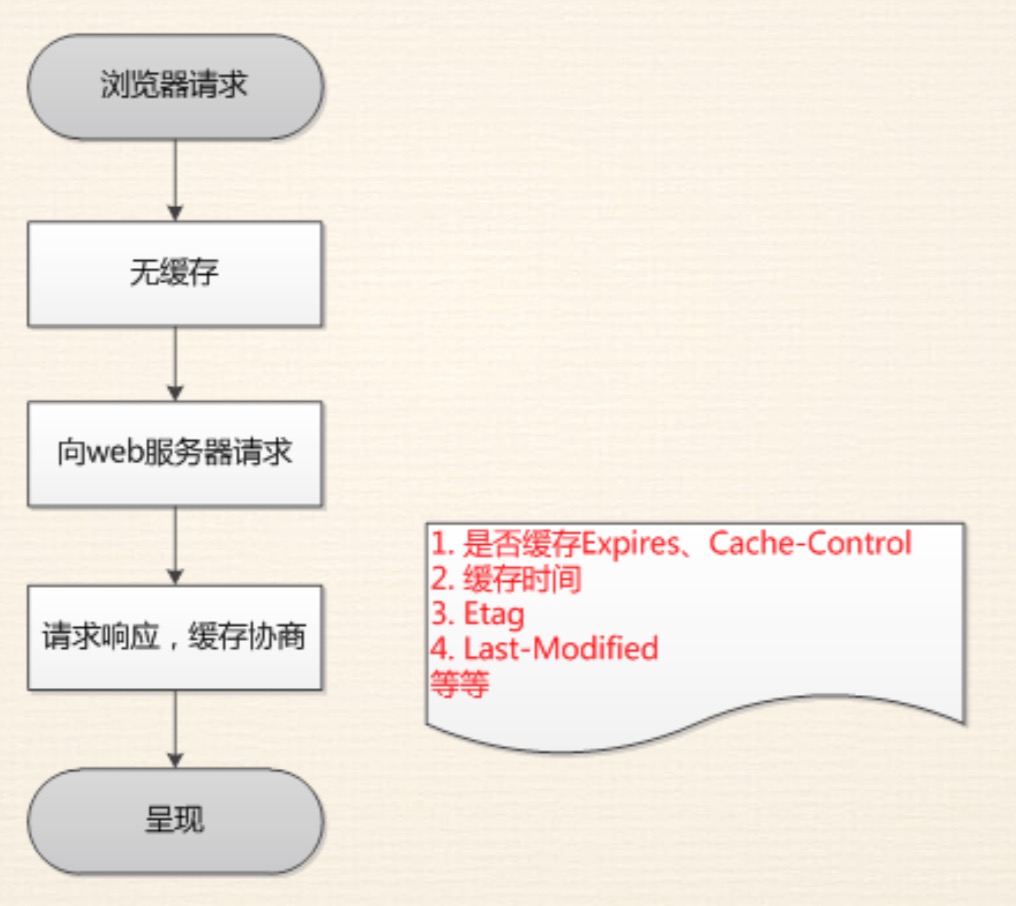 浏览器请求
无缓存
向web服务器请求
请求响应，缓存协商
呈现
1. 是否缓存Expires、Cache-Control
2. 缓存时间
3. Etag
4. Last-Modified
等等